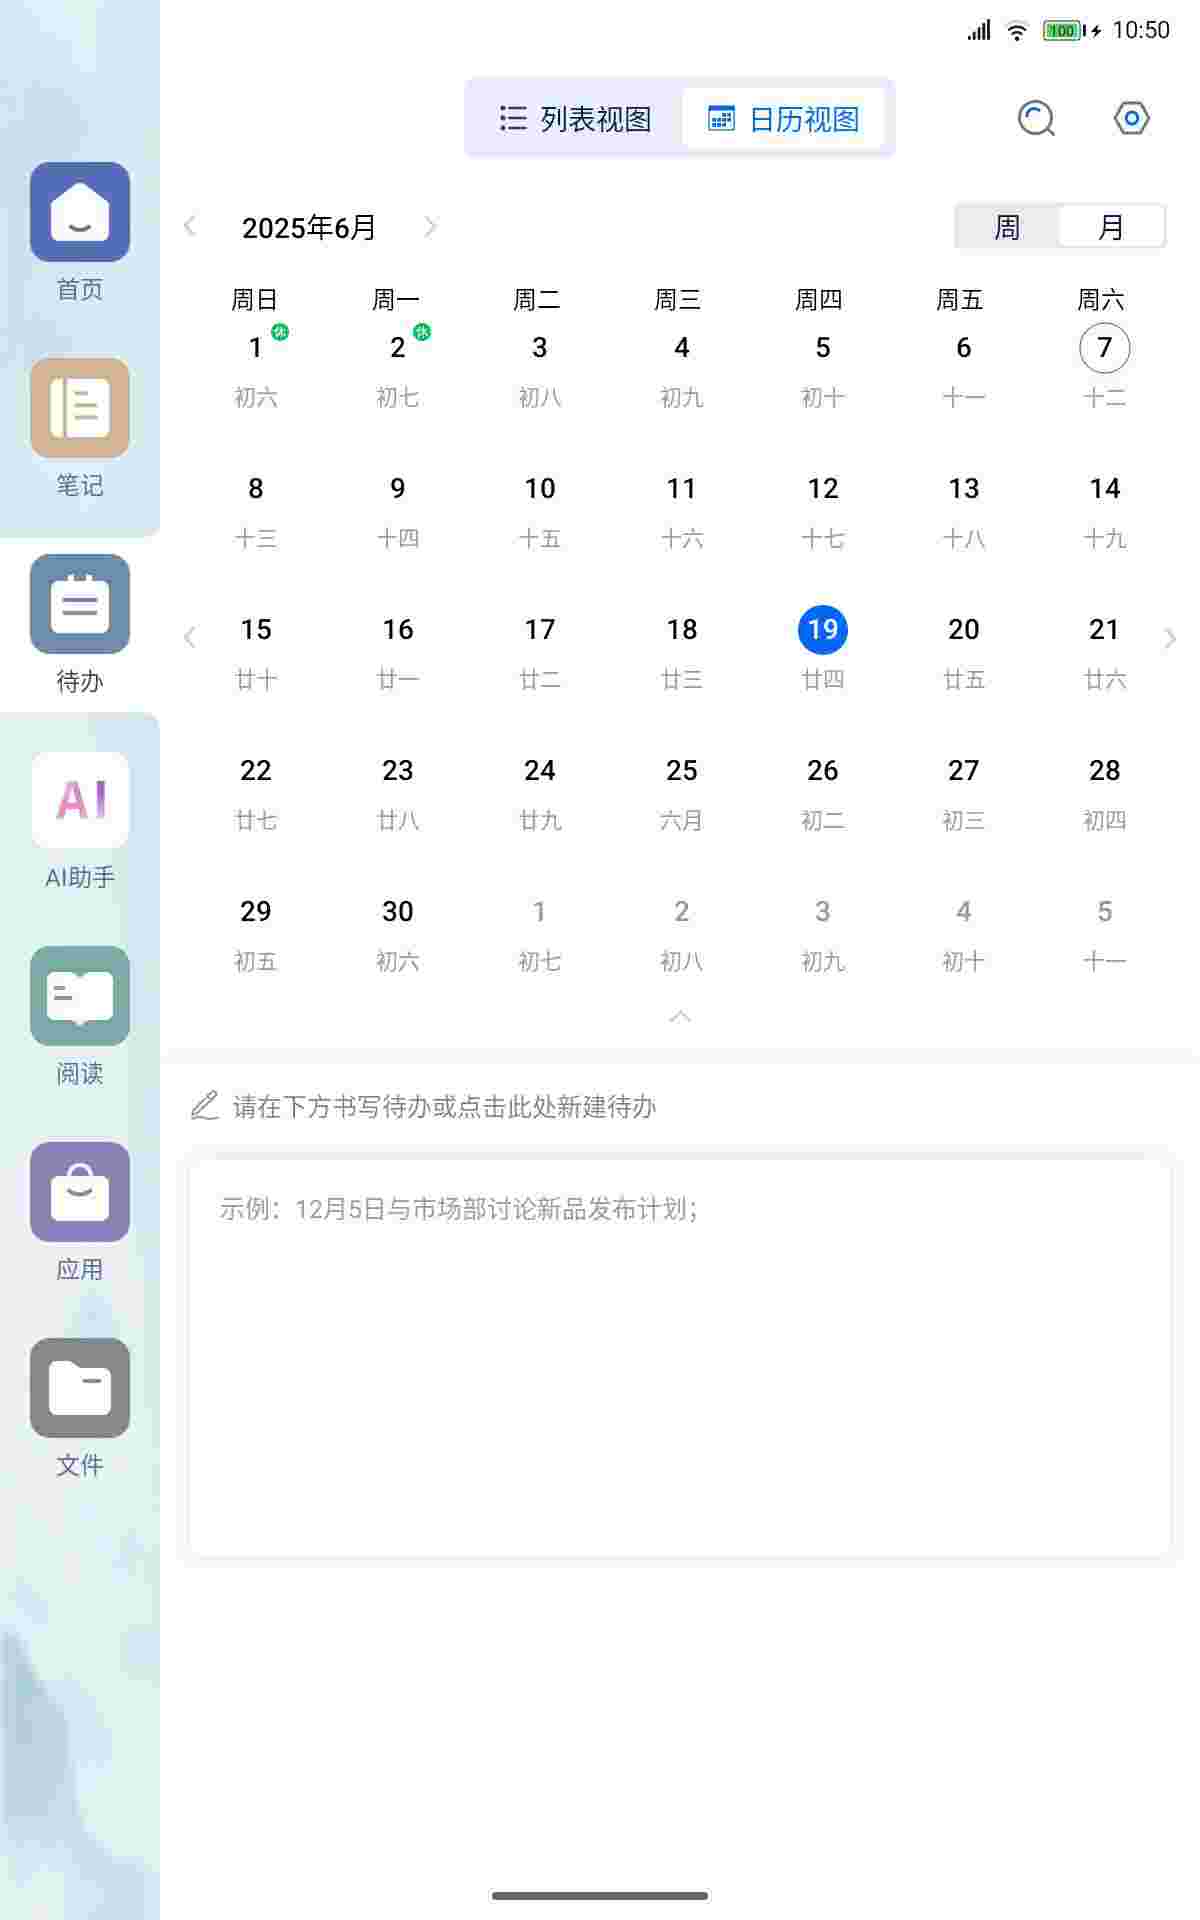 100 10:50
列表视图 日历视图
2025年6月 周 月
周日 周一 周二 周三 周四 周五 周六
1 休 2 休 3 4 5 6 7
初六 初七 初八 初九 初十 十一 十二
8 9 10 11 12 13 14
十三 十四 十五 十六 十七 十八 十九
15 16 17 18 19 20 21
廿十 廿一 廿二 廿三 廿四 廿五 廿六
22 23 24 25 26 27 28
廿七 廿八 廿九 六月 初二 初三 初四
29 30 1 2 3 4 5
初五 初六 初七 初八 初九 初十 十一
请在下方书写待办或点击此处新建待办
示例：12月5日与市场部讨论新品发布计划；
首页
笔记
待办
AI
AI助手
阅读
应用
文件